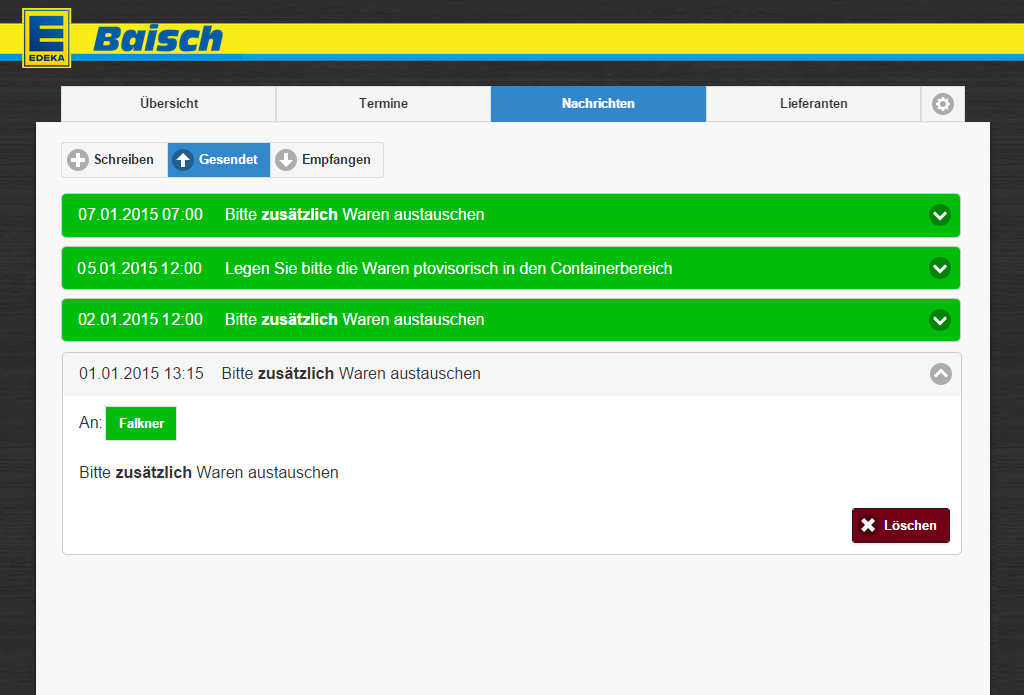 E
EDEKA
Baisch
Übersicht
Termine
Nachrichten
Lieferanten
Schreiben
Gesendet
Empfangen
07.01.2015 07:00 Bitte zusätzlich Waren austauschen
05.01.2015 12:00 Legen Sie bitte die Waren ptovisorisch in den Containerbereich
02.01.2015 12:00 Bitte zusätzlich Waren austauschen
01.01.2015 13:15 Bitte zusätzlich Waren austauschen
An: Falkner
Bitte zusätzlich Waren austauschen
Löschen